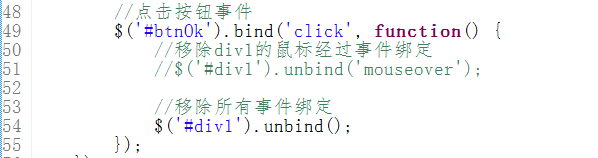 48 //点击按钮事件
49 $('#btnOk').bind('click', function() {
50 //移除div1的鼠标经过事件绑定
51 //$('#div1').unbind('mouseover');
52
53 //移除所有事件绑定
54 $('#div1').unbind();
55 });